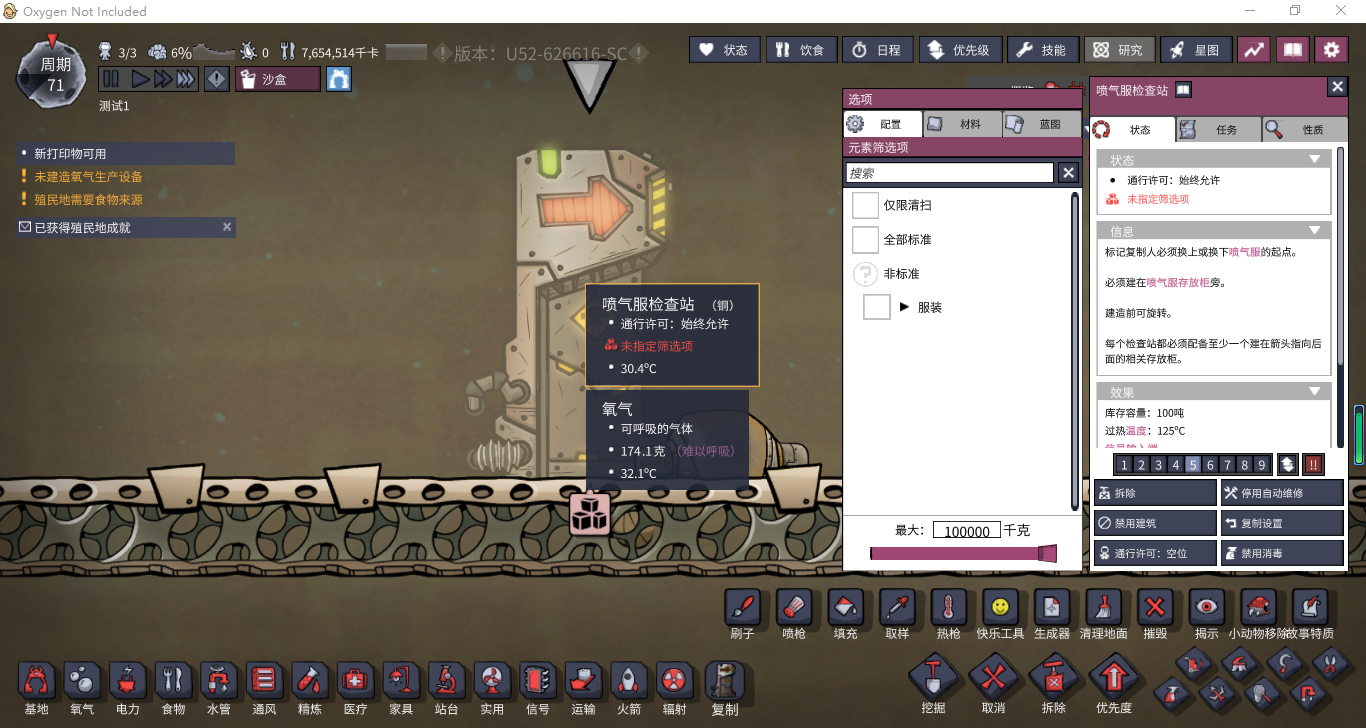 Oxygen Not Included
3/3
6%
0
7,654,514千卡
版本：U52-626616-SC
周期
71
沙盒
测试1
状态
饮食
日程
优先级
技能
研究
星图
新打印物可用
未建造氧气生产设备
殖民地需要食物来源
已获得殖民地成就
喷气服检查站 （铜）
通行许可：始终允许
未指定筛选项
30.4ºC
氧气
可呼吸的气体
174.1克 （难以呼吸）
32.1ºC
选项
配置
材料
蓝图
元素筛选项
搜索
仅限清扫
全部标准
非标准
服装
最大： 100000 千克
喷气服检查站
状态
任务
性质
状态
通行许可：始终允许
未指定筛选项
信息
标记复制人必须换上或换下喷气服的起点。
必须建在喷气服存放柜旁。
建造前可旋转。
每个检查站都必须配备至少一个建在箭头指向后
面的相关存放柜。
效果
库存容量：100吨
过热温度：125ºC
1 2 3 4 5 6 7 8 9 !!
拆除
停用自动维修
禁用建筑
复制设置
通行许可：空位
禁用消毒
刷子
喷枪
填充
取样
热枪
快乐工具
生成器
清理地面
摧毁
揭示
小动物移除
故事特质
基地
氧气
电力
食物
水管
通风
精炼
医疗
家具
站台
实用
信号
运输
火箭
辐射
复制
挖掘
取消
拆除
优先度